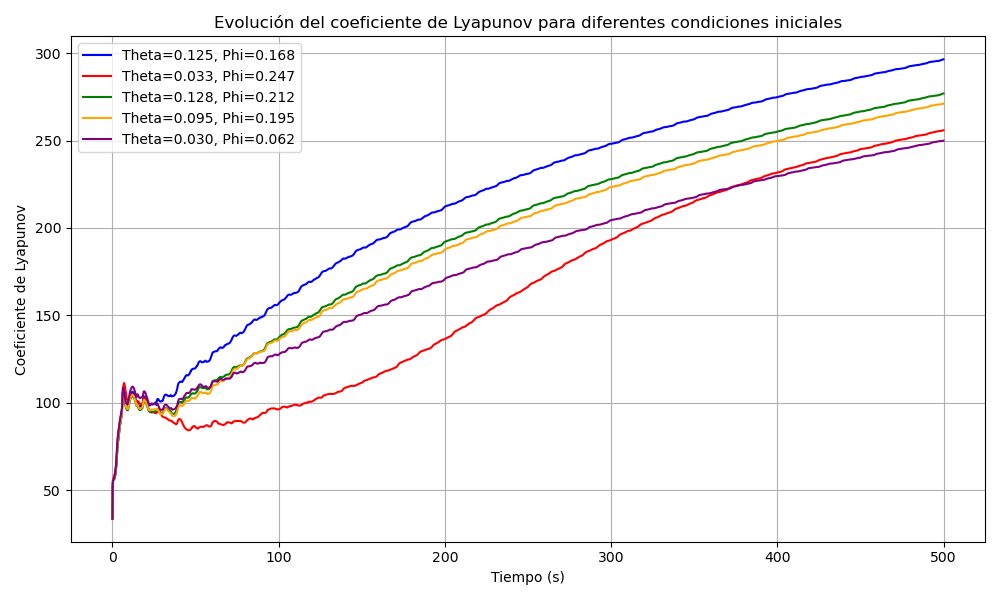 Evolución del coeficiente de Lyapunov para diferentes condiciones iniciales
Theta=0.125, Phi=0.168
Theta=0.033, Phi=0.247
Theta=0.128, Phi=0.212
Theta=0.095, Phi=0.195
Theta=0.030, Phi=0.062
Coeficiente de Lyapunov
300
250
200
150
100
50
0
100
200
300
400
500
Tiempo (s)